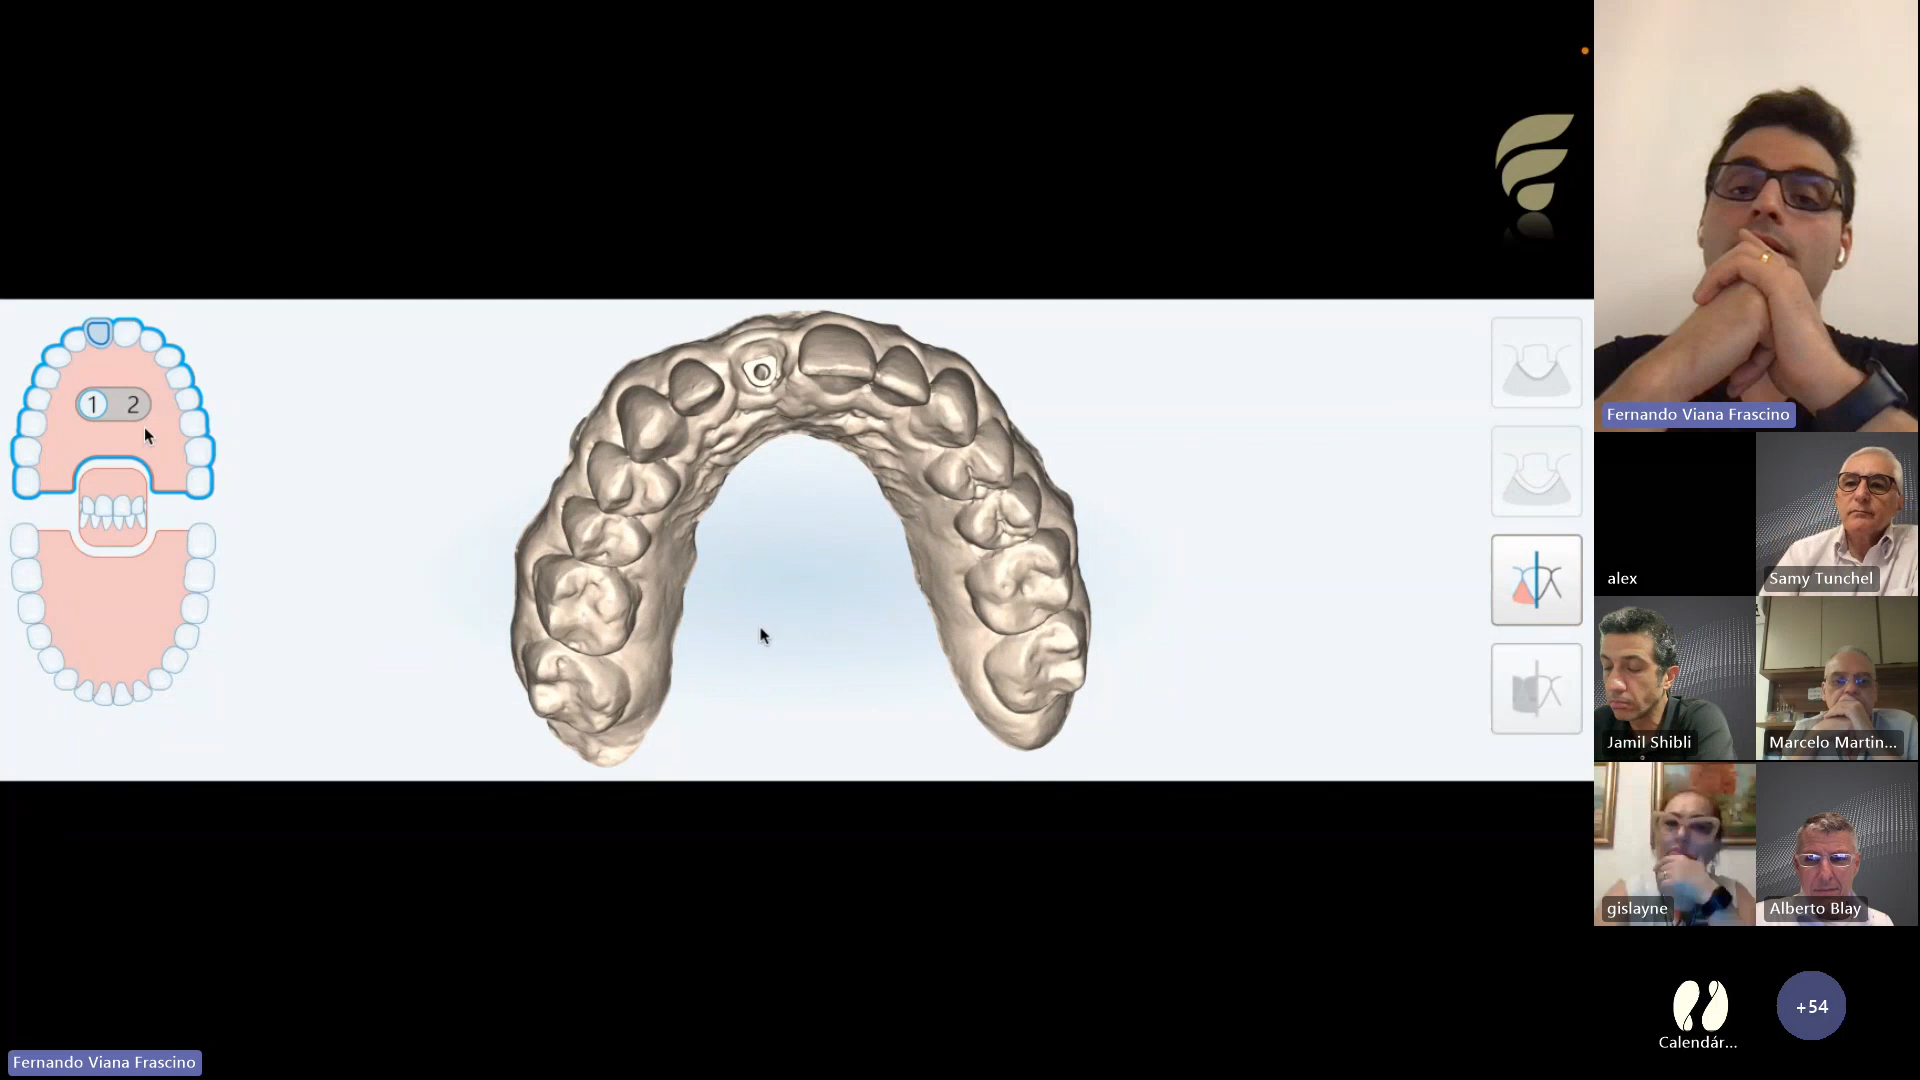 1 2
Fernando Viana Frascino
alex
Samy Tunchel
Jamil Shibli
Marcelo Martin...
gislayne
Alberto Blay
Calendár...
+54
Fernando Viana Frascino